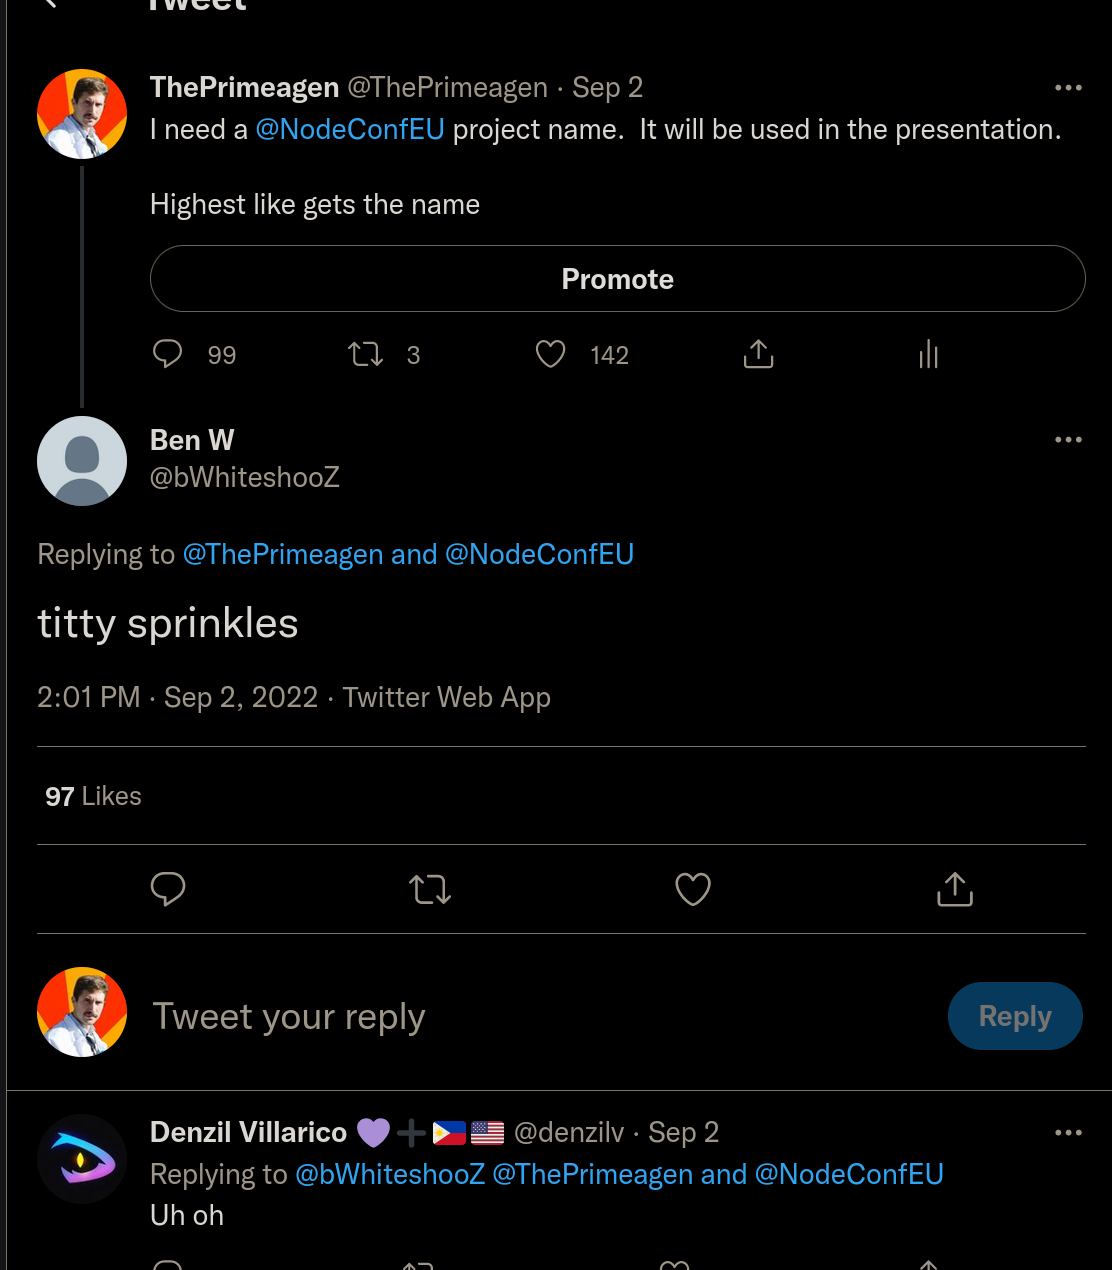 Tweet
ThePrimeagen @ThePrimeagen · Sep 2
I need a @NodeConfEU project name.  It will be used in the presentation.
Highest like gets the name
Promote
99 3 142
Ben W
@bWhiteshooZ
Replying to @ThePrimeagen and @NodeConfEU
titty sprinkles
2:01 PM · Sep 2, 2022 · Twitter Web App
97 Likes
Tweet your reply
Reply
Denzil Villarico 💜➕🇵🇭🇺🇸 @denzilv · Sep 2
Replying to @bWhiteshooZ @ThePrimeagen and @NodeConfEU
Uh oh